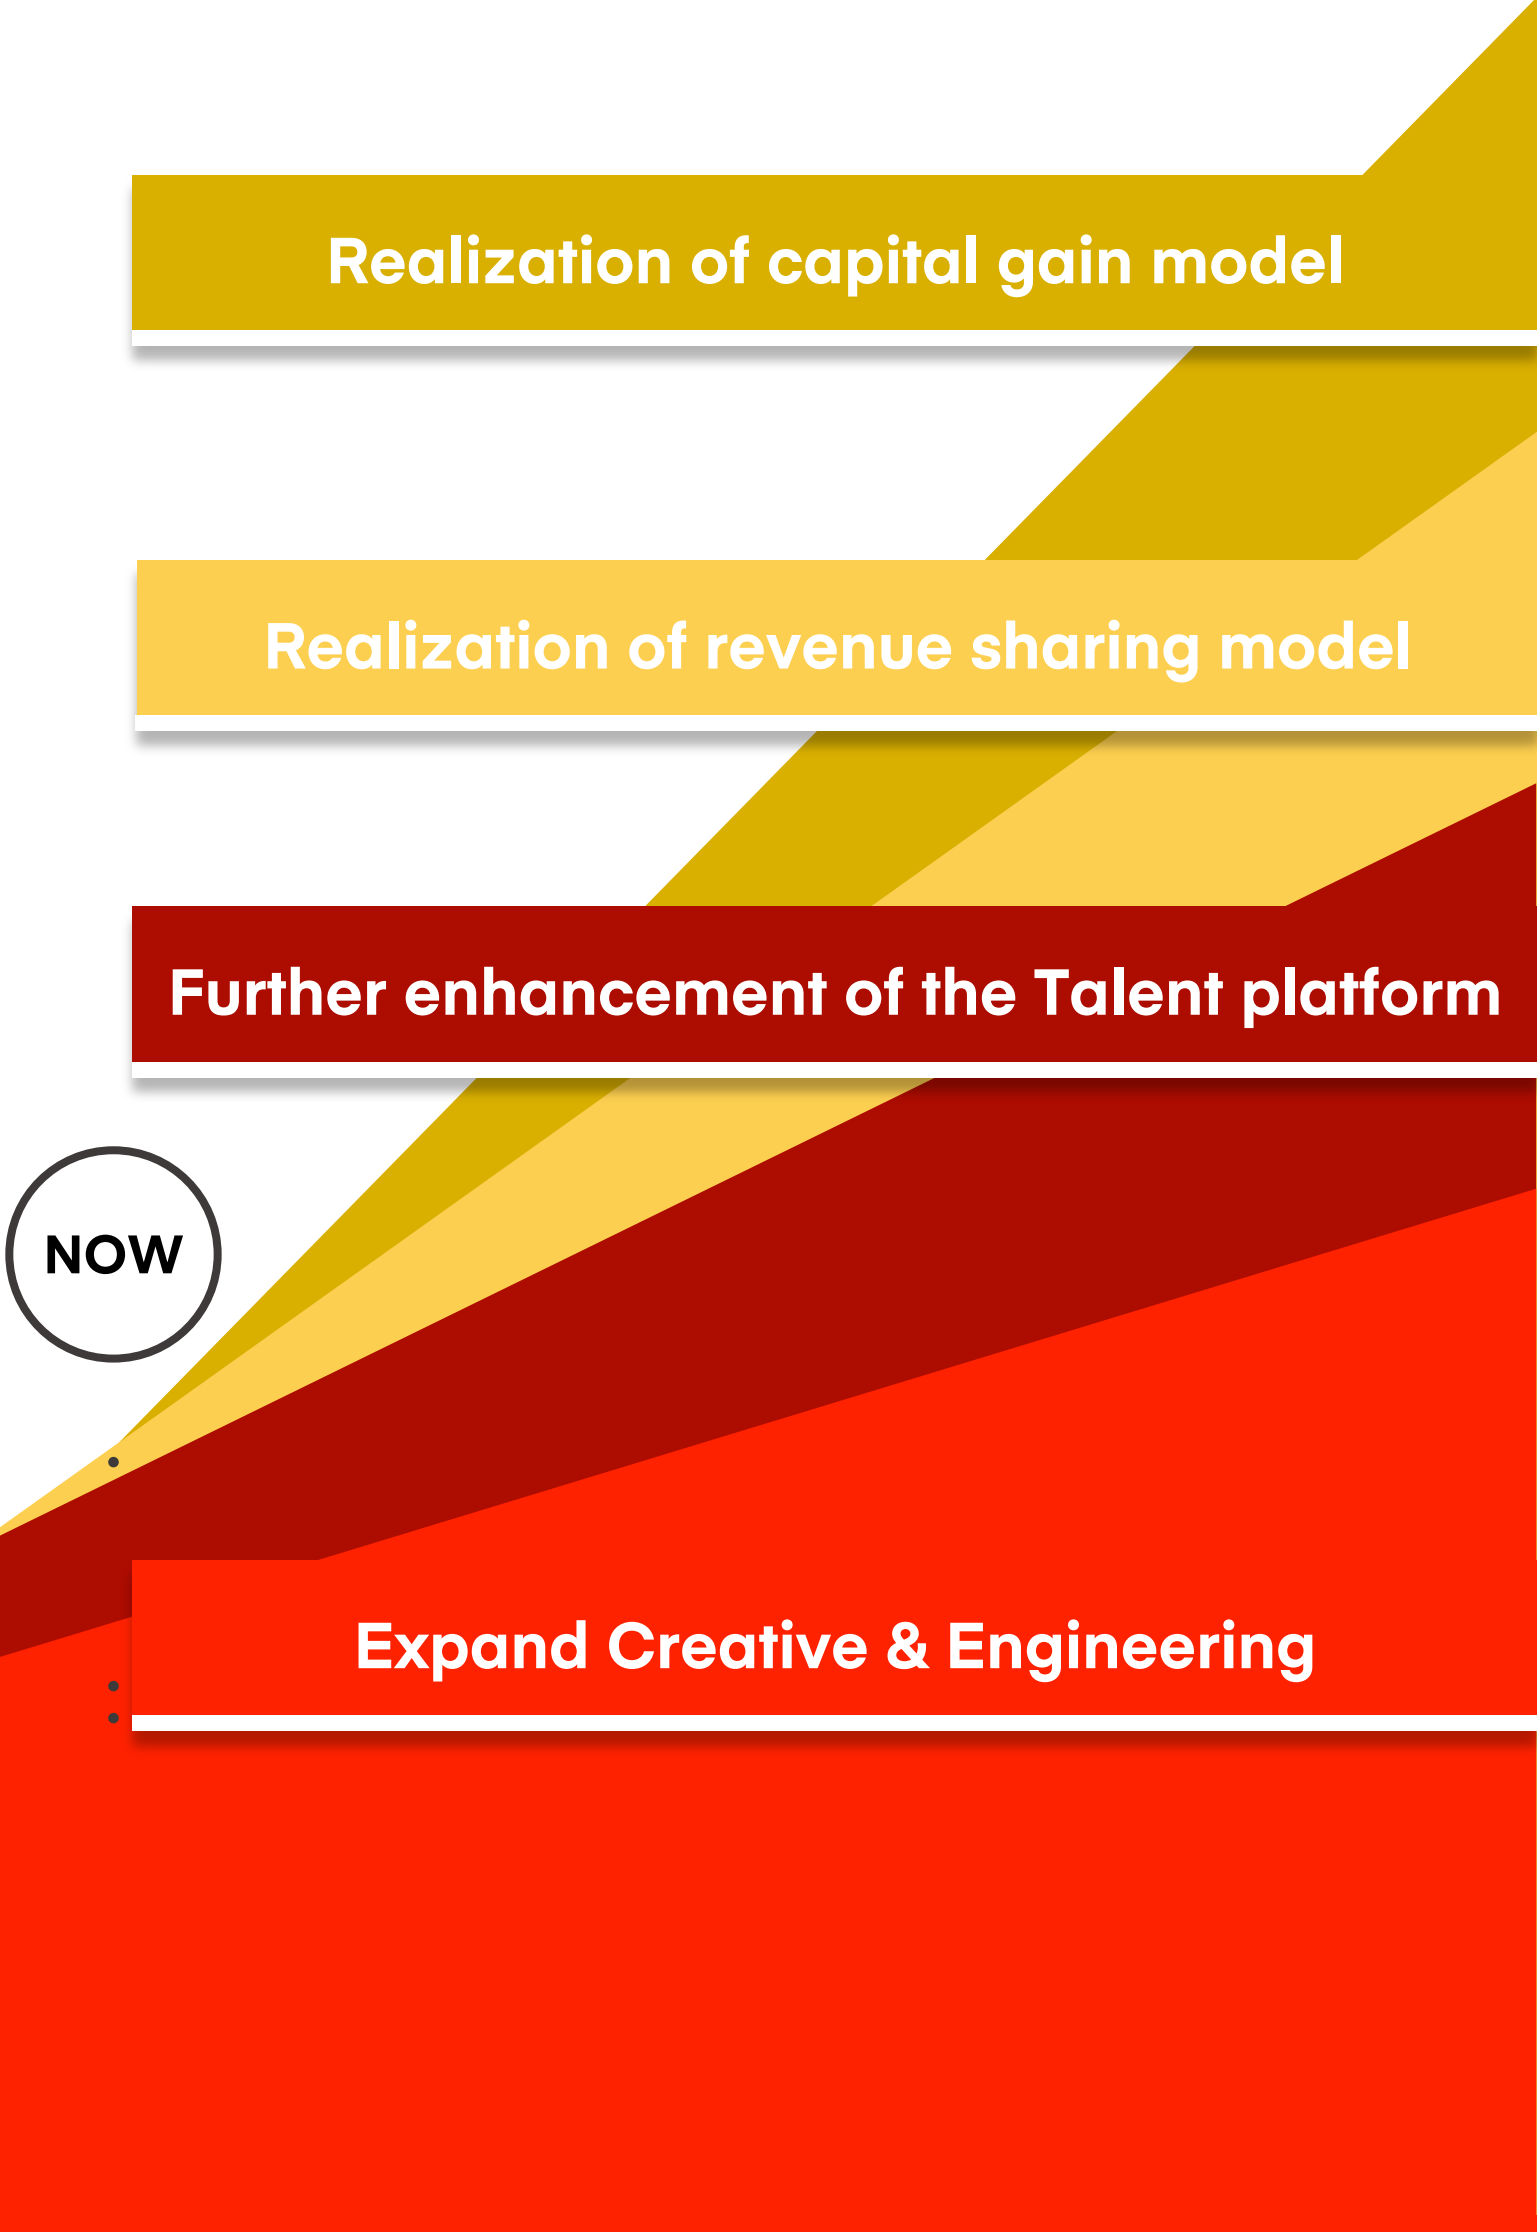 Realization of capital gain model
Realization of revenue sharing model
Further enhancement of the Talent platform
NOW
Expand Creative & Engineering